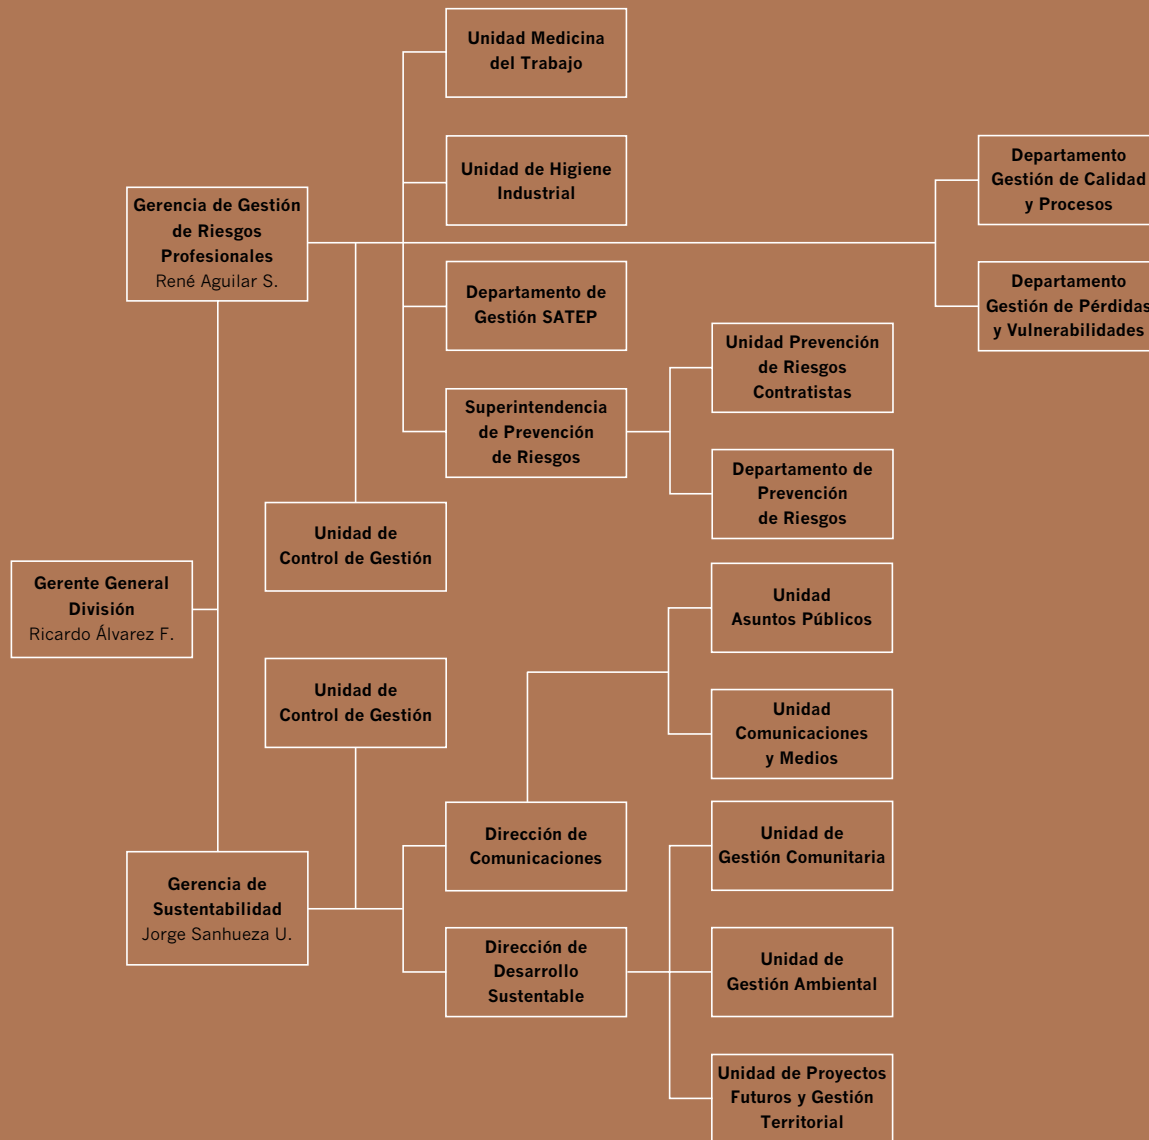 Unidad Medicina
del Trabajo
Unidad de Higiene
Industrial
Departamento
Gestión de Calidad
y Procesos
Gerencia de Gestión
de Riesgos
Profesionales
René Aguilar S.
Departamento de
Gestión SATEP
Departamento
Gestión de Pérdidas
y Vulnerabilidades
Unidad Prevención
de Riesgos
Contratistas
Superintendencia
de Prevención
de Riesgos
Departamento de
Prevención
de Riesgos
Unidad de
Control de Gestión
Gerente General
División
Ricardo Álvarez F.
Unidad
Asuntos Públicos
Unidad de
Control de Gestión
Unidad
Comunicaciones
y Medios
Dirección de
Comunicaciones
Unidad de
Gestión Comunitaria
Gerencia de
Sustentabilidad
Jorge Sanhueza U.
Dirección de
Desarrollo
Sustentable
Unidad de
Gestión Ambiental
Unidad de Proyectos
Futuros y Gestión
Territorial